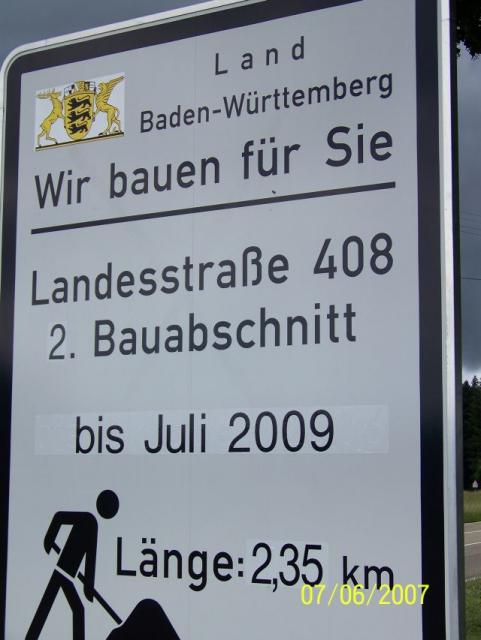 Land
Baden-Württemberg
Wir bauen für Sie
Landesstraße 408
2. Bauabschnitt
bis Juli 2009
Länge: 2,35 km
07/06/2007